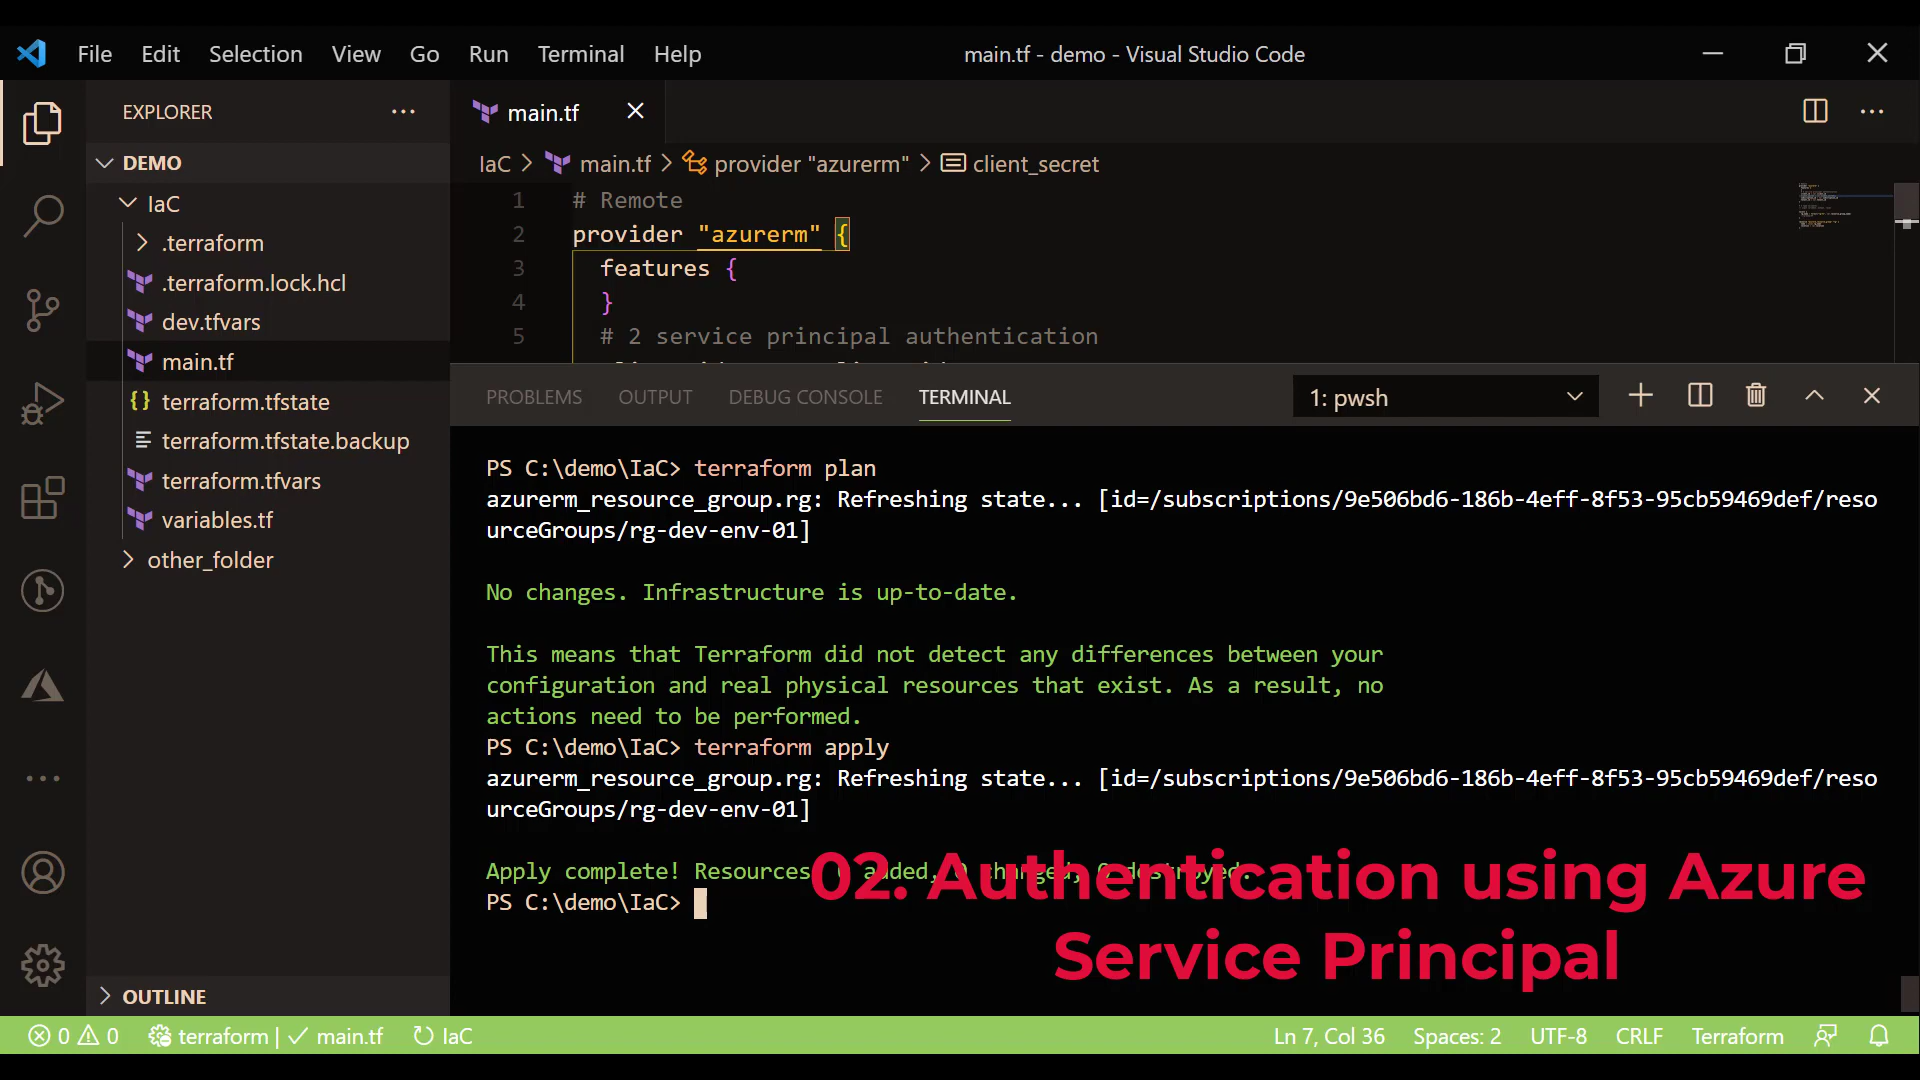 File Edit Selection View Go Run Terminal Help
main.tf - demo - Visual Studio Code
EXPLORER
DEMO
IaC
.terraform
.terraform.lock.hcl
dev.tfvars
main.tf
terraform.tfstate
terraform.tfstate.backup
terraform.tfvars
variables.tf
other_folder
OUTLINE
main.tf
IaC > main.tf > provider "azurerm" > client_secret
1 # Remote
2 provider "azurerm" {
3 features {
4 }
5 # 2 service principal authentication
PROBLEMS OUTPUT DEBUG CONSOLE TERMINAL
1: pwsh
PS C:\demo\IaC> terraform plan
azurerm_resource_group.rg: Refreshing state... [id=/subscriptions/9e506bd6-186b-4eff-8f53-95cb59469def/reso
urceGroups/rg-dev-env-01]
No changes. Infrastructure is up-to-date.
This means that Terraform did not detect any differences between your
configuration and real physical resources that exist. As a result, no
actions need to be performed.
PS C:\demo\IaC> terraform apply
azurerm_resource_group.rg: Refreshing state... [id=/subscriptions/9e506bd6-186b-4eff-8f53-95cb59469def/reso
urceGroups/rg-dev-env-01]
Apply complete! Resources: 0 added, 0 changed, 0 destroyed.
PS C:\demo\IaC>
02. Authentication using Azure
Service Principal
0 0 terraform | main.tf IaC
Ln 7, Col 36 Spaces: 2 UTF-8 CRLF Terraform